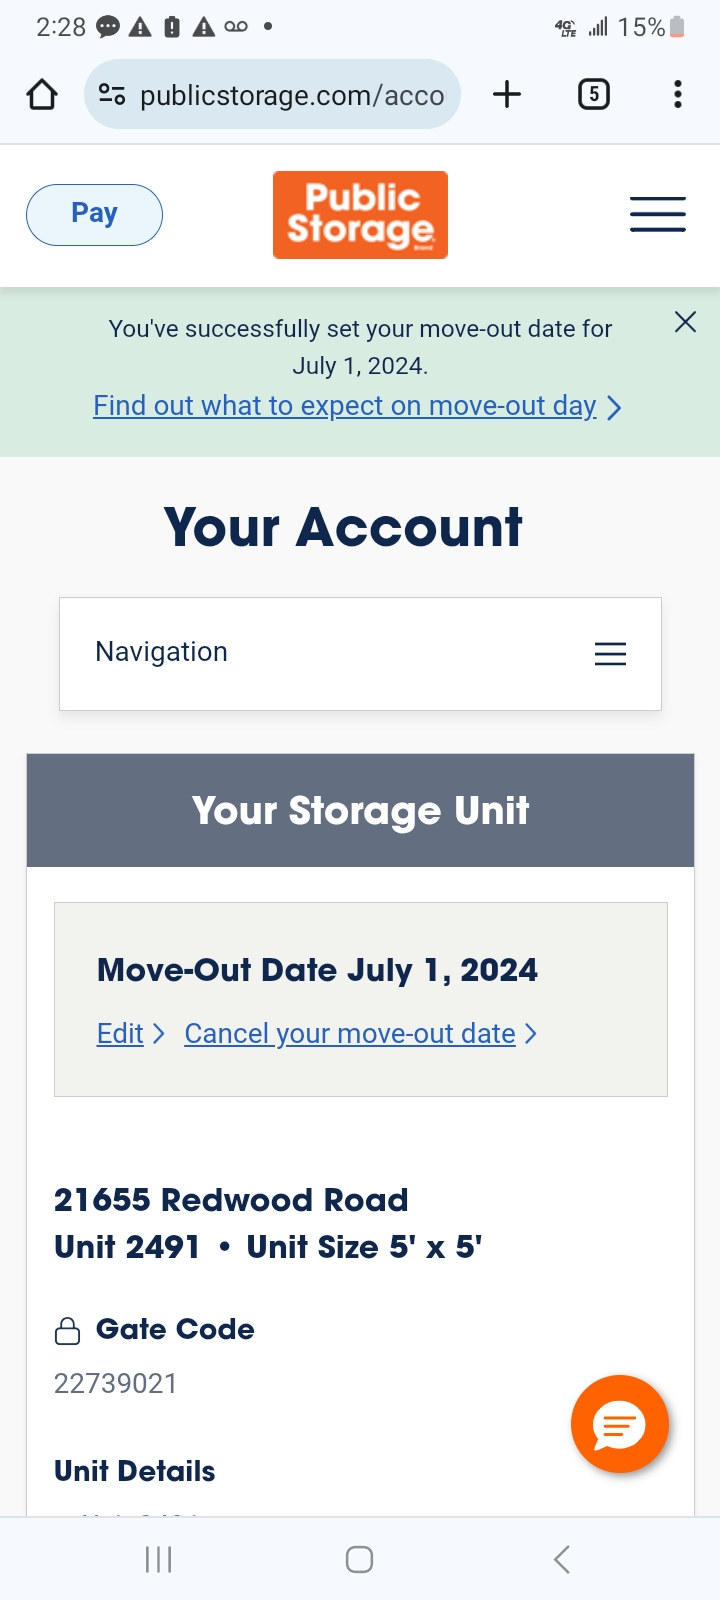 2:28
4G LTE
15%
publicstorage.com/acco
5
Pay
Public
Storage
Brand
You've successfully set your move-out date for
July 1, 2024.
Find out what to expect on move-out day
Your Account
Navigation
Your Storage Unit
Move-Out Date July 1, 2024
Edit
Cancel your move-out date
21655 Redwood Road
Unit 2491 • Unit Size 5' x 5'
Gate Code
22739021
Unit Details